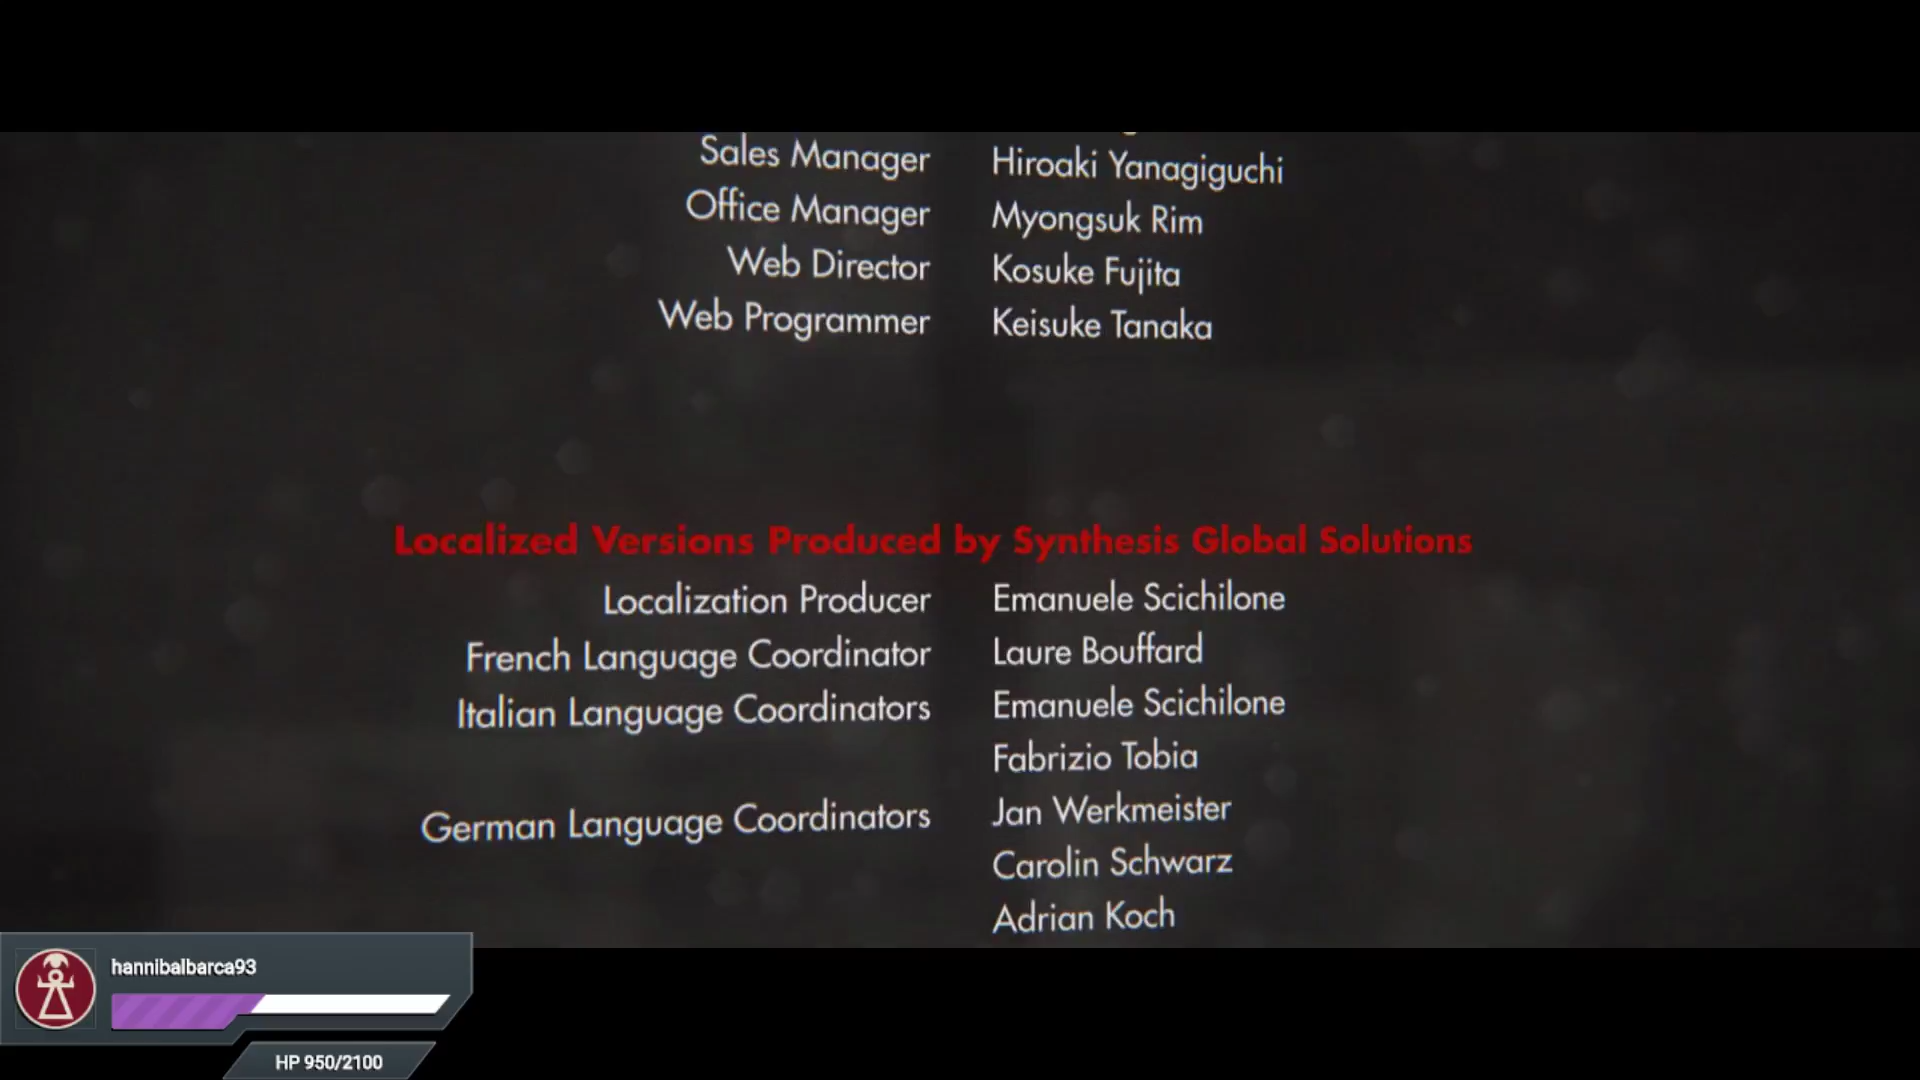 Sales Manager Hiroaki Yanagiguchi
Office Manager Myongsuk Rim
Web Director Kosuke Fujita
Web Programmer Keisuke Tanaka
Localized Versions Produced by Synthesis Global Solutions
Localization Producer Emanuele Scichilone
French Language Coordinator Laure Bouffard
Italian Language Coordinators Emanuele Scichilone
Fabrizio Tobia
German Language Coordinators Jan Werkmeister
Carolin Schwarz
Adrian Koch
hannibalbarca93
HP 950/2100